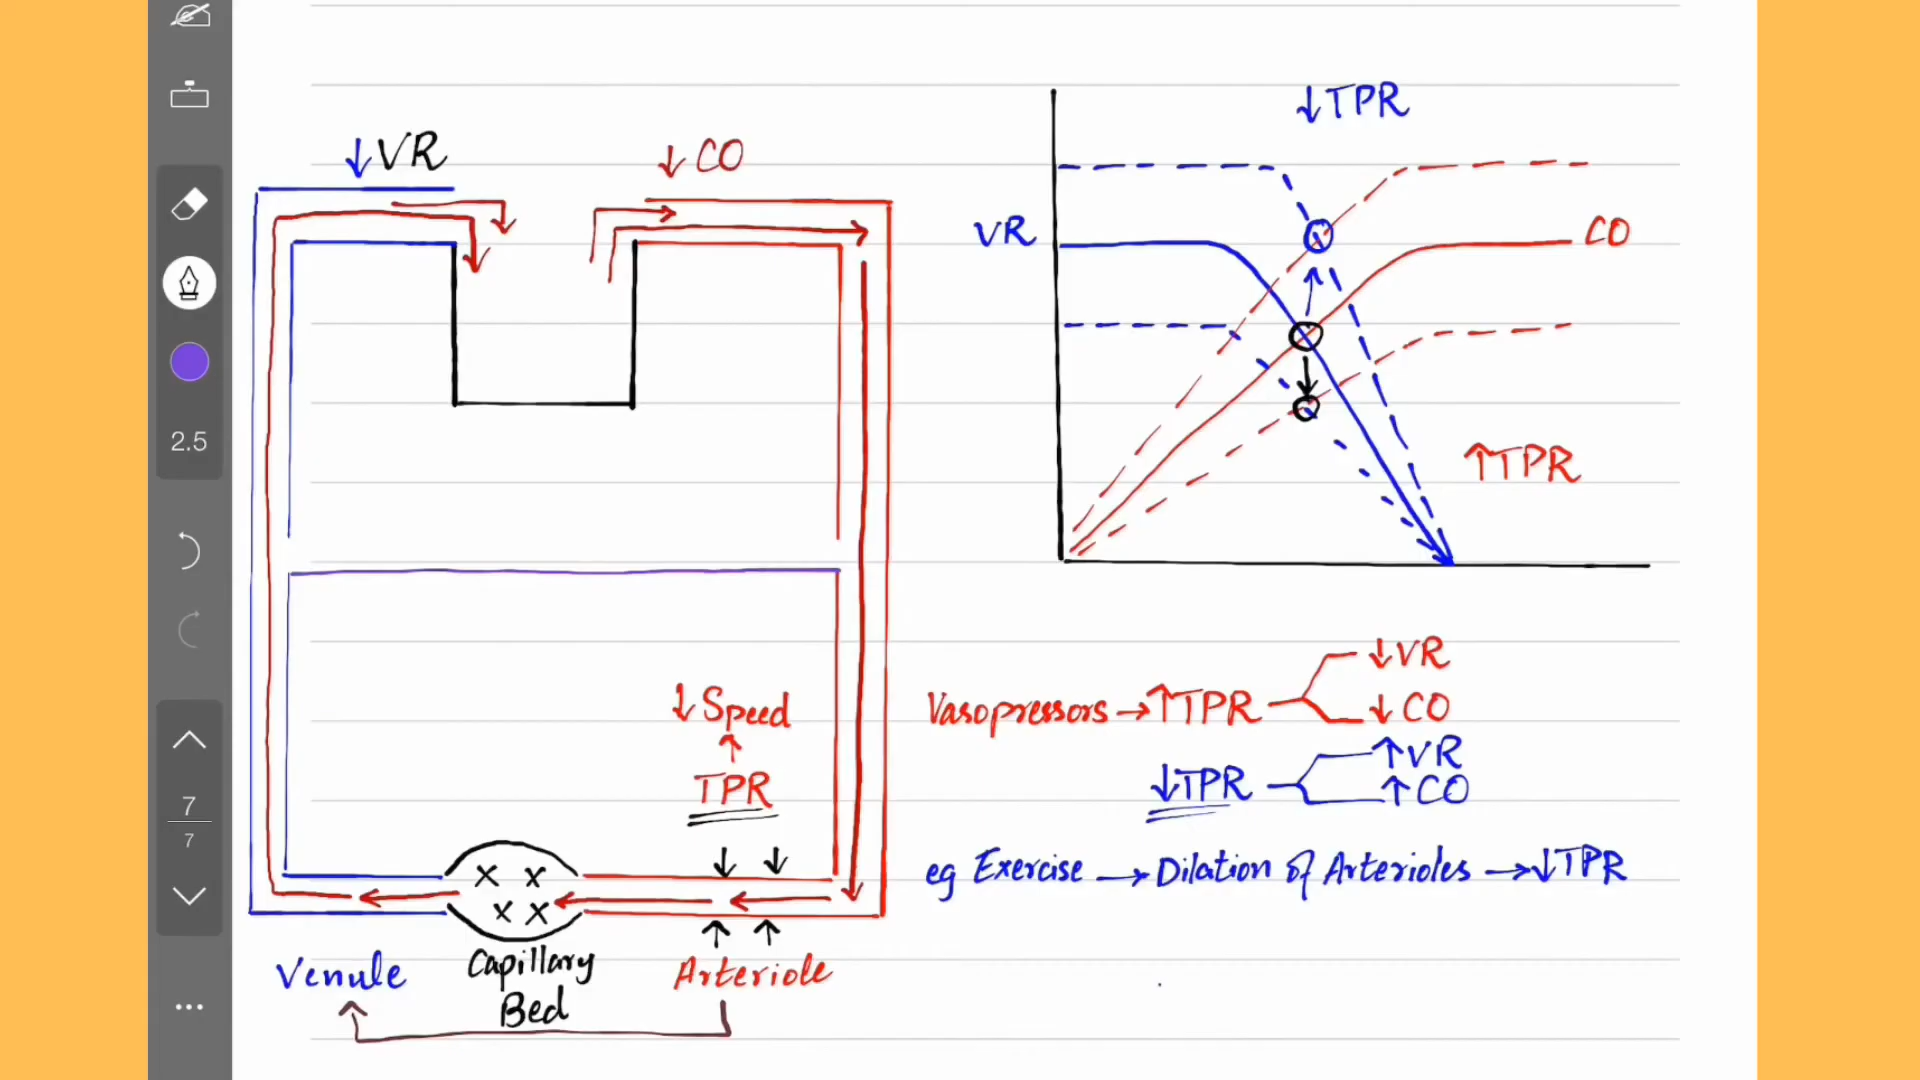 ↓VR
↓CO
2.5
7
7
↓Speed
↑
TPR
x x
x x
Venule
Capillary
Bed
Arteriole
↓TPR
VR
CO
↑TPR
Vasopressors → ↑TPR
↓VR
↓CO
↓TPR
↑VR
↑CO
eg Exercise → Dilation of Arterioles → ↓TPR